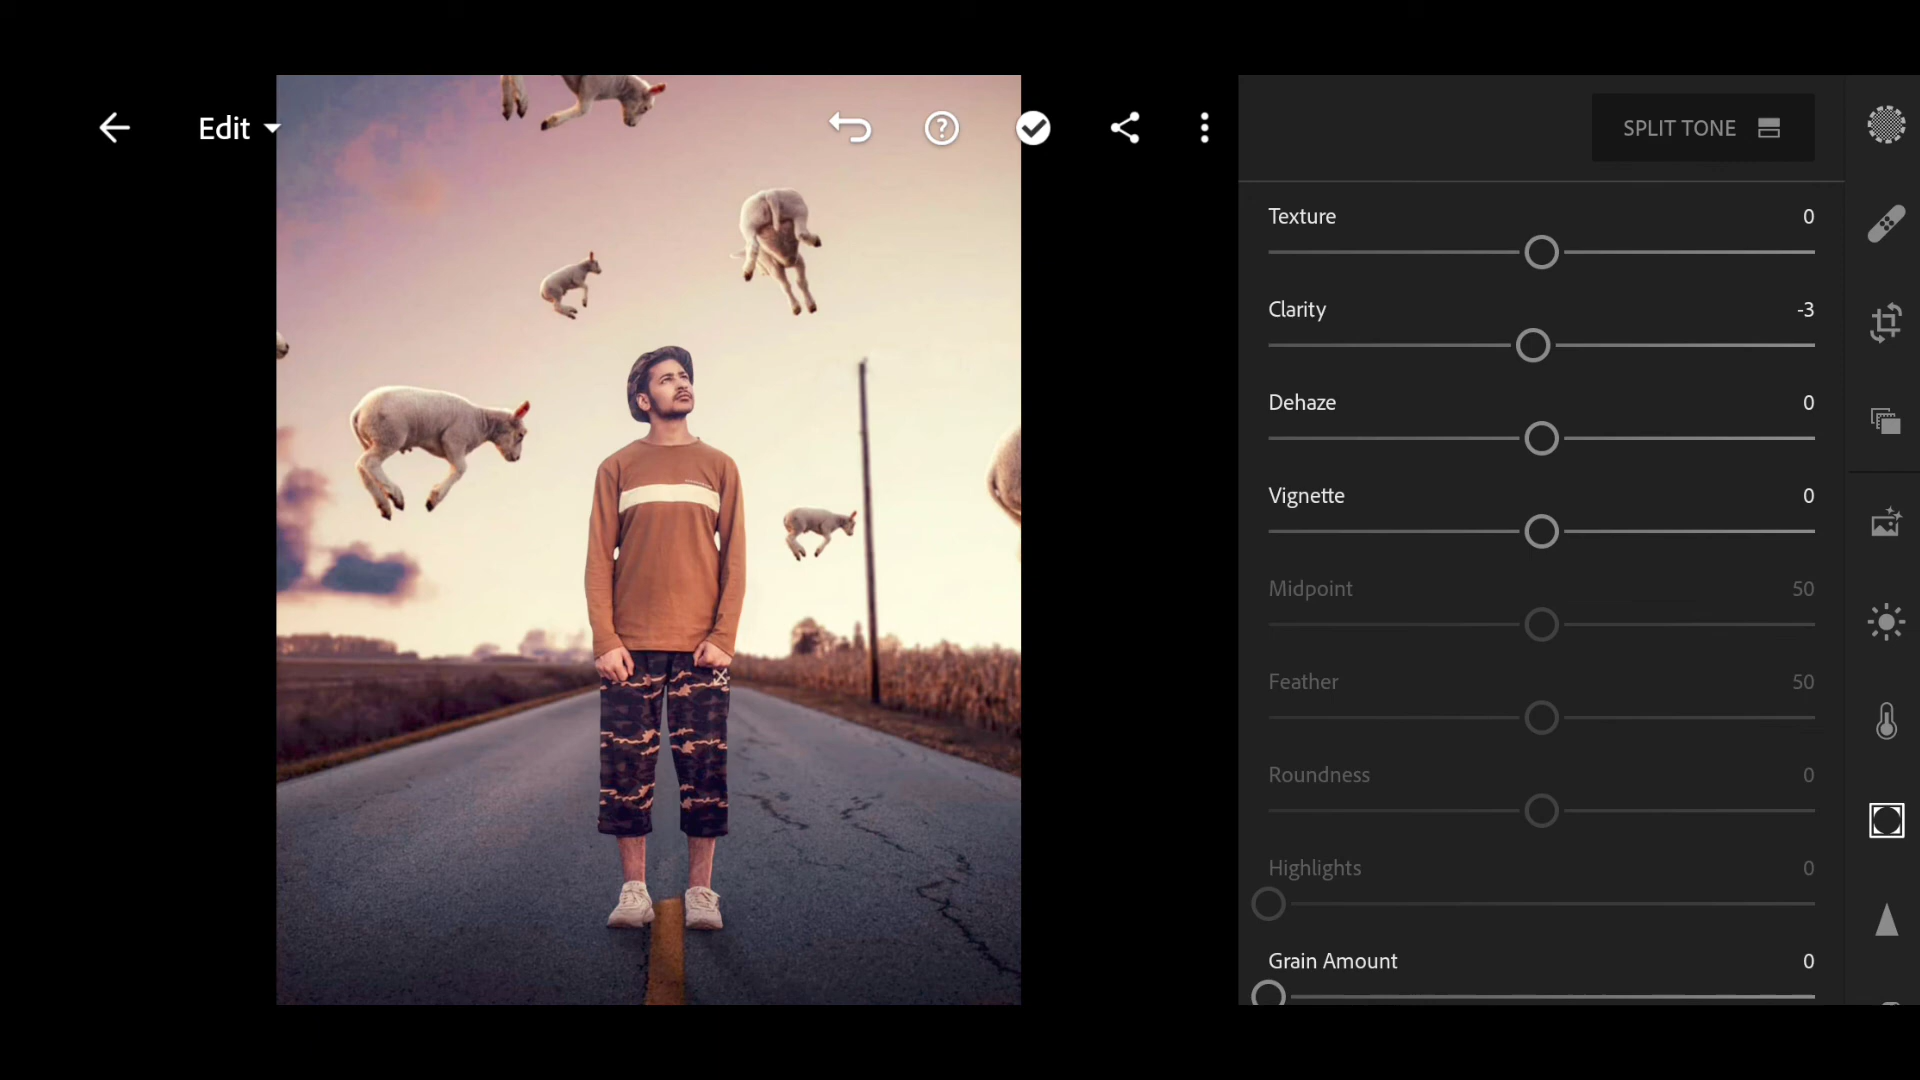 Edit
SPLIT TONE
Texture 0
Clarity -3
Dehaze 0
Vignette 0
Midpoint 50
Feather 50
Roundness 0
Highlights 0
Grain Amount 0